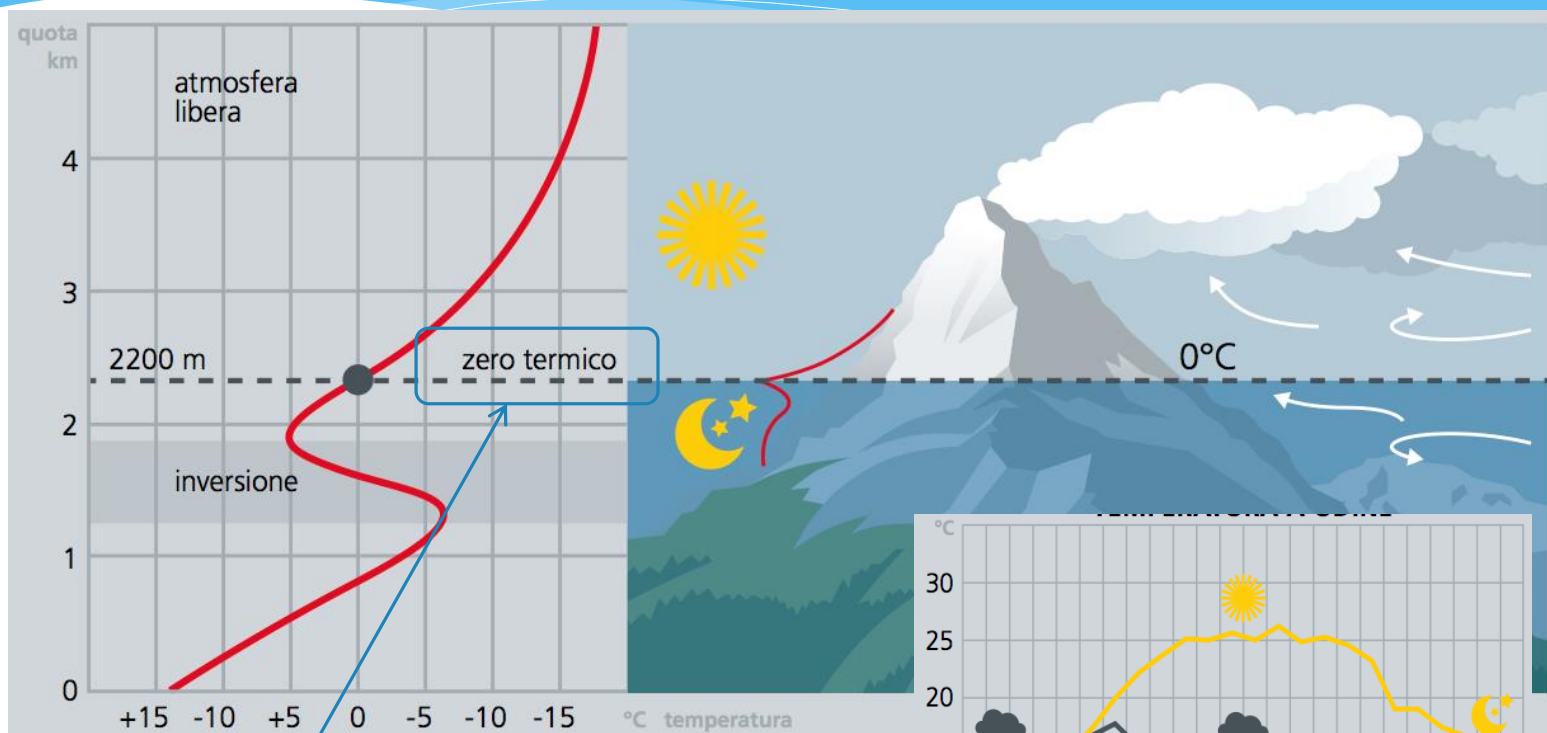 quota
km
atmosfera
libera
4
3
2200 m
zero termico
0°C
2
inversione
1
0
+15 -10 +5 0 -5 -10 -15 °C temperatura
°C
30
25
20